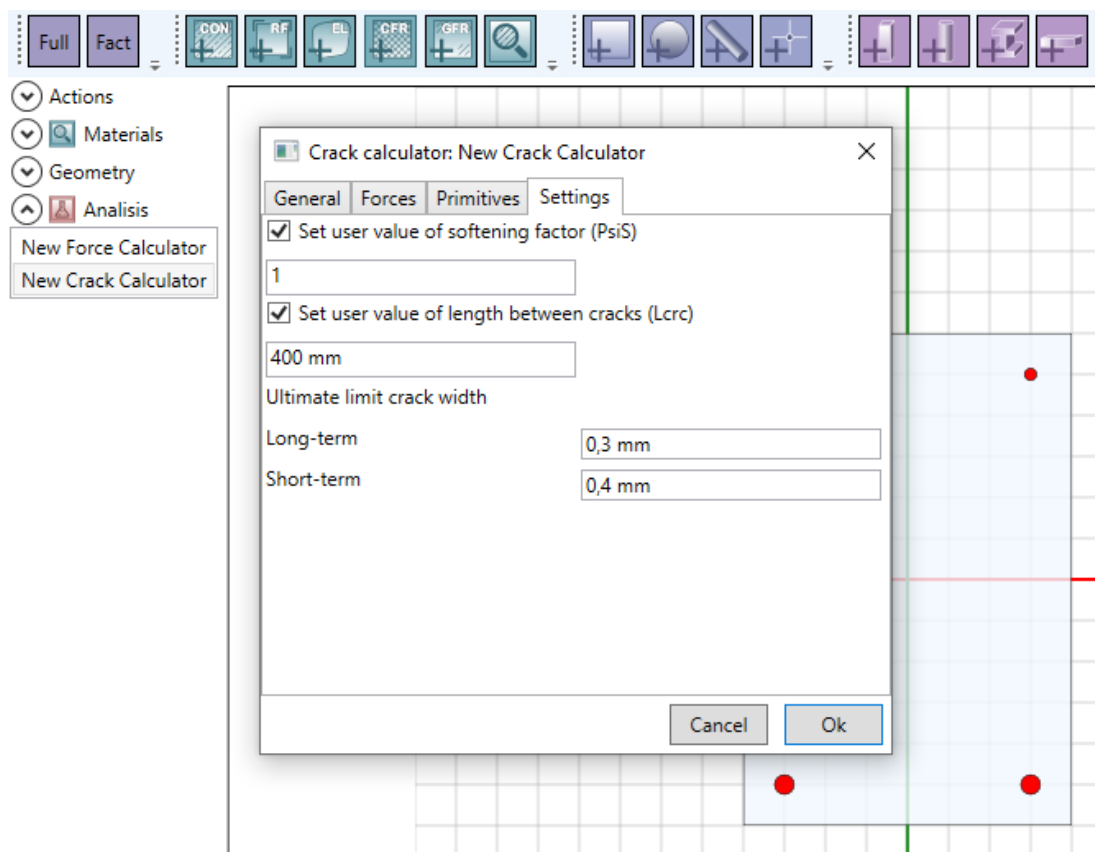 Full Fact CON RF EL CFR GFR
Actions
Materials
Geometry
Analisis
New Force Calculator
New Crack Calculator
Crack calculator: New Crack Calculator
General Forces Primitives Settings
Set user value of softening factor (PsiS)
1
Set user value of length between cracks (Lcrc)
400 mm
Ultimate limit crack width
Long-term 0,3 mm
Short-term 0,4 mm
Cancel Ok